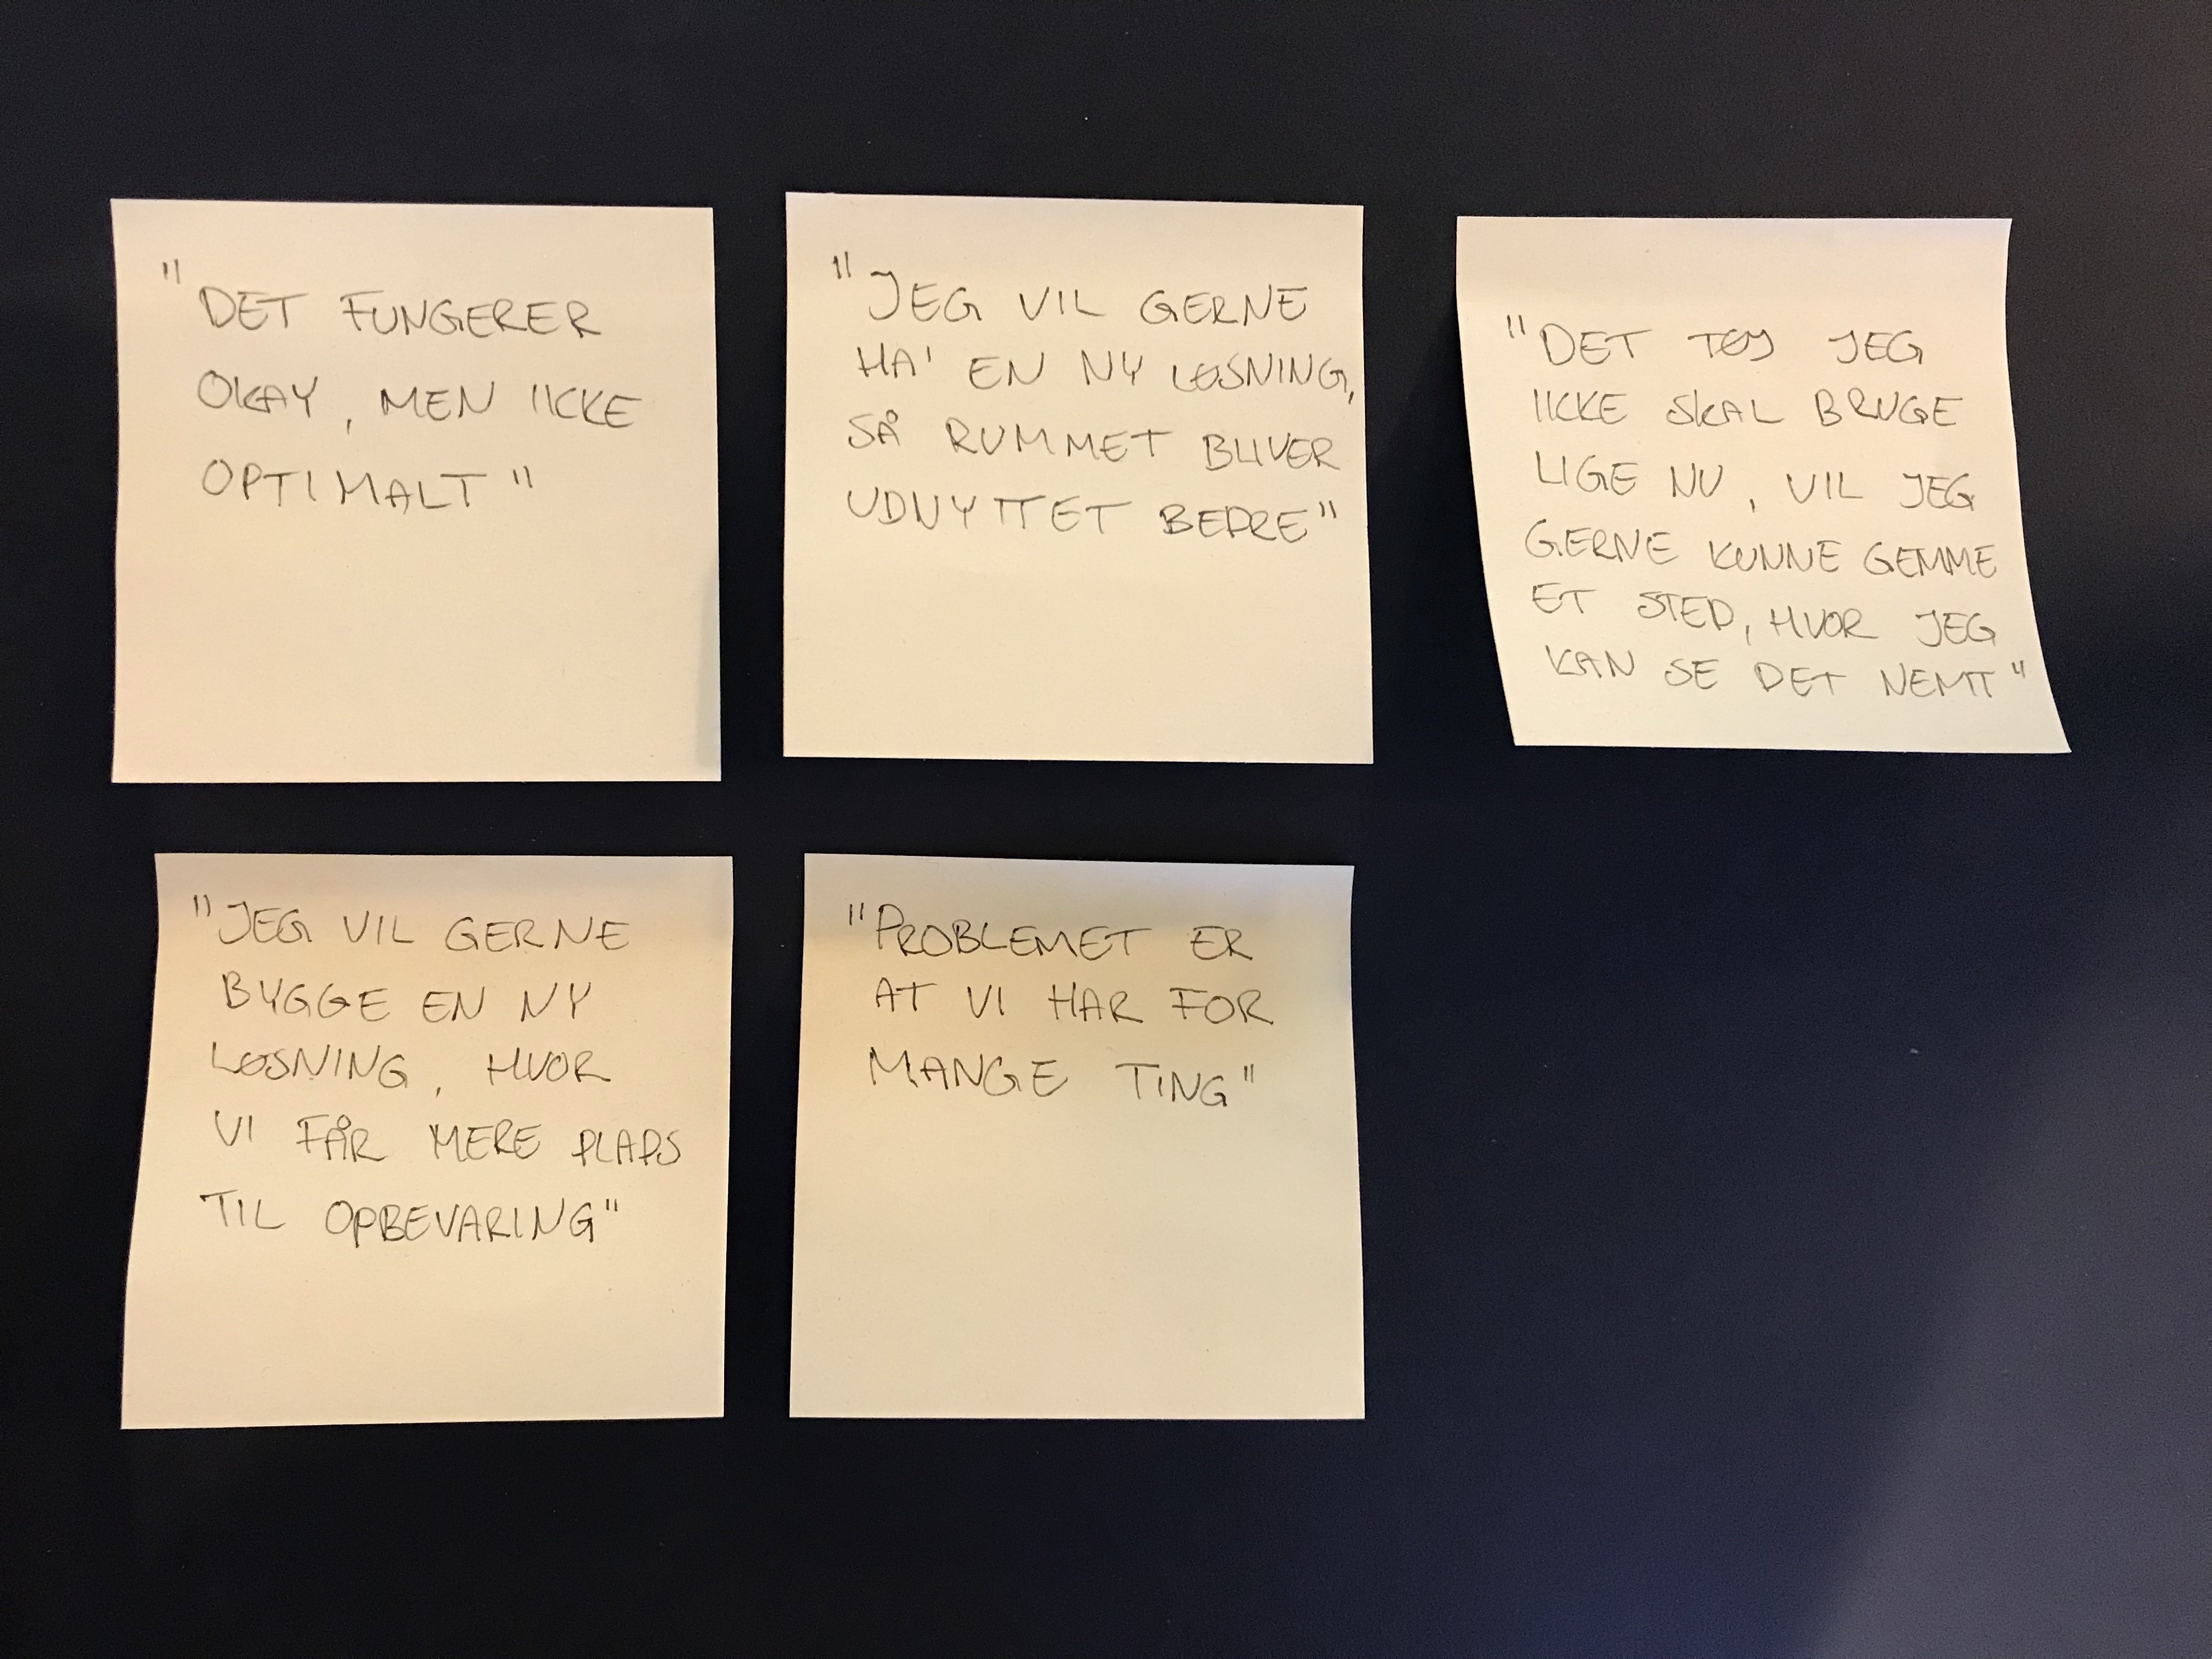 "DET FUNGERER
OKAY, MEN IKKE
OPTIMALT"
"JEG VIL GERNE
HA' EN NY LØSNING,
SÅ RUMMET BLIVER
UDNYTTET BEDRE"
"DET TØJ JEG
IKKE SKAL BRUGE
LIGE NU, VIL JEG
GERNE KUNNE GEMME
ET STED, HVOR JEG
KAN SE DET NEMT"
"JEG VIL GERNE
BYGGE EN NY
LØSNING, HVOR
VI FÅR MERE PLADS
TIL OPBEVARING"
"PROBLEMET ER
AT VI HAR FOR
MANGE TING"